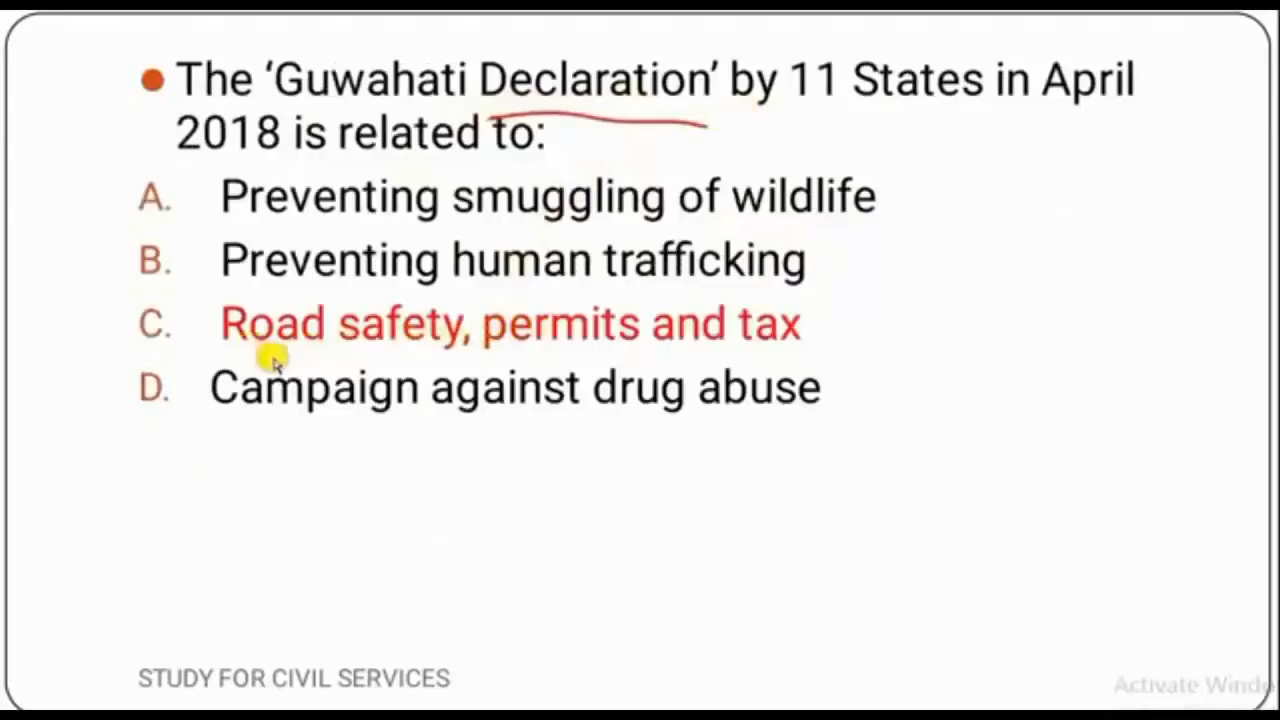 The ‘Guwahati Declaration’ by 11 States in April
2018 is related to:
A. Preventing smuggling of wildlife
B. Preventing human trafficking
C. Road safety, permits and tax
D. Campaign against drug abuse
STUDY FOR CIVIL SERVICES
Activate